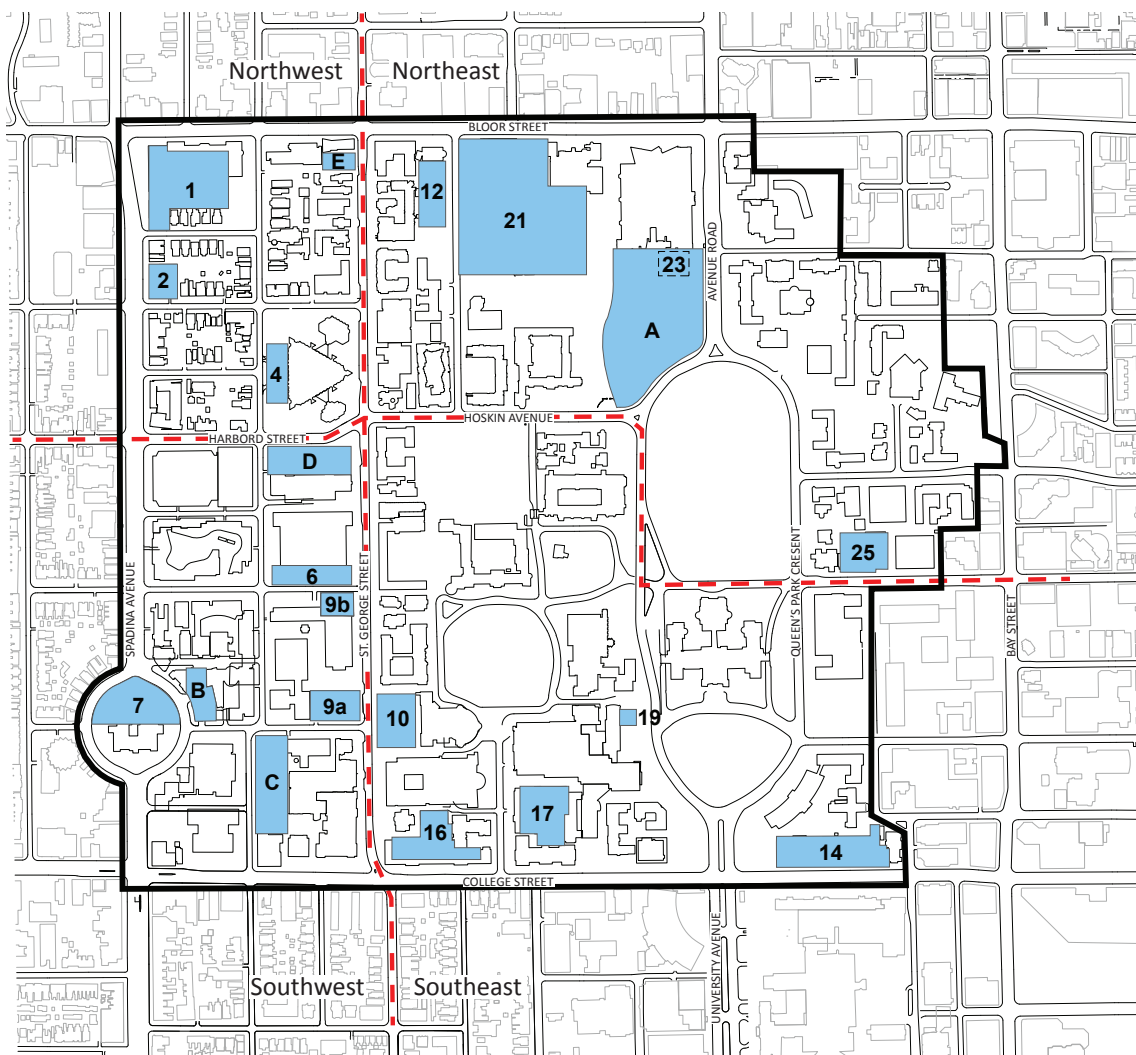 Northwest
Northeast
BLOOR STREET
E
1
12
21
2
23
AVENUE ROAD
A
4
HOSKIN AVENUE
HARBORD STREET
D
25
6
9b
SPADINA AVENUE
ST. GEORGE STREET
QUEEN'S PARK CRESENT
BAY STREET
B
7
9a
10
19
C
17
16
14
COLLEGE STREET
UNIVERSITY AVENUE
Southwest
Southeast